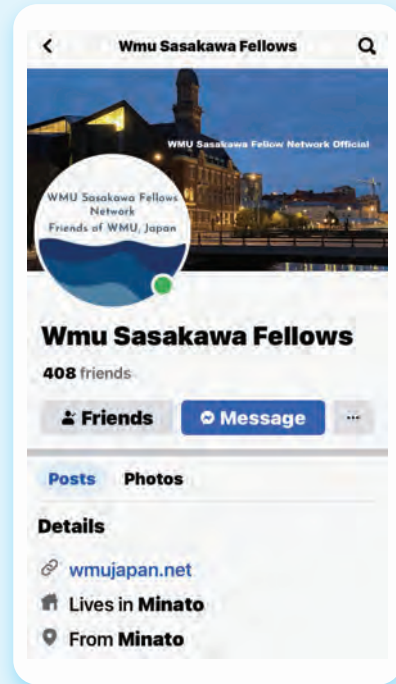 Wmu Sasakawa Fellows
WMU Sasakawa Fellow Network Official
WMU Sasakawa Fellows
Network
Friends of WMU, Japan
Wmu Sasakawa Fellows
408 friends
Friends
Message
Posts Photos
Details
wmujapan.net
Lives in Minato
From Minato